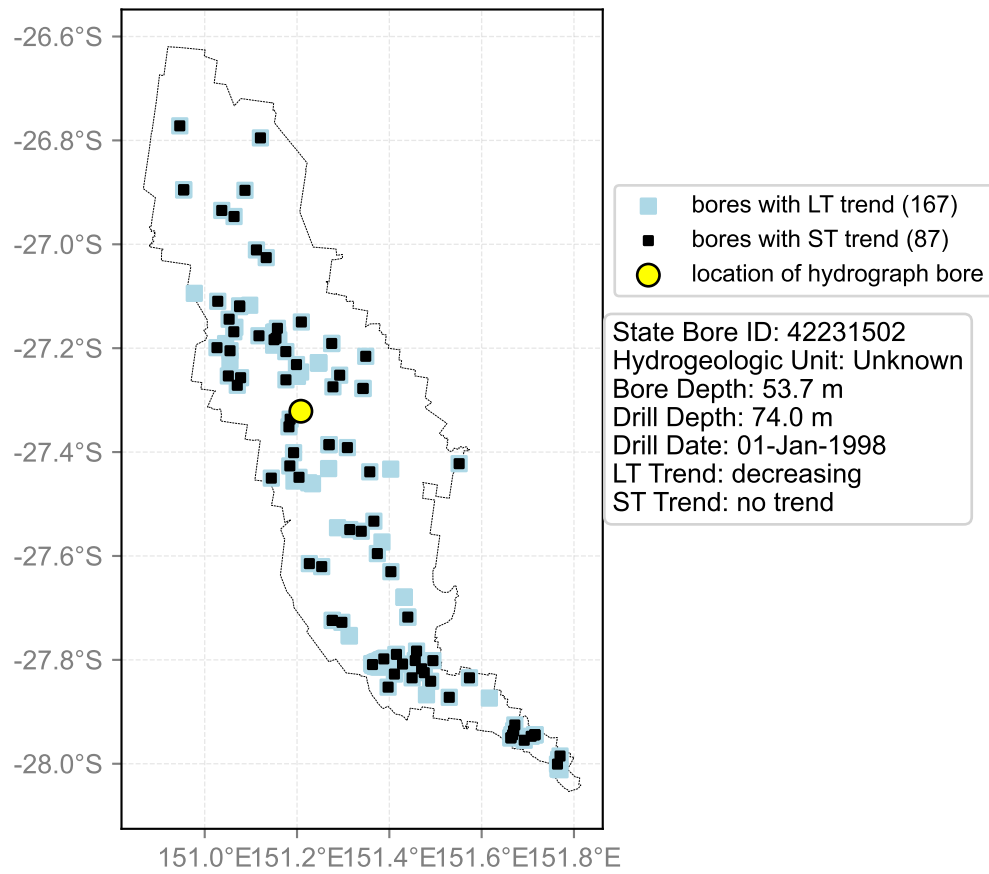 -26.6°S
-26.8°S
-27.0°S
-27.2°S
-27.4°S
-27.6°S
-27.8°S
-28.0°S
151.0°E151.2°E151.4°E151.6°E151.8°E
bores with LT trend (167)
bores with ST trend (87)
location of hydrograph bore
State Bore ID: 42231502
Hydrogeologic Unit: Unknown
Bore Depth: 53.7 m
Drill Depth: 74.0 m
Drill Date: 01-Jan-1998
LT Trend: decreasing
ST Trend: no trend